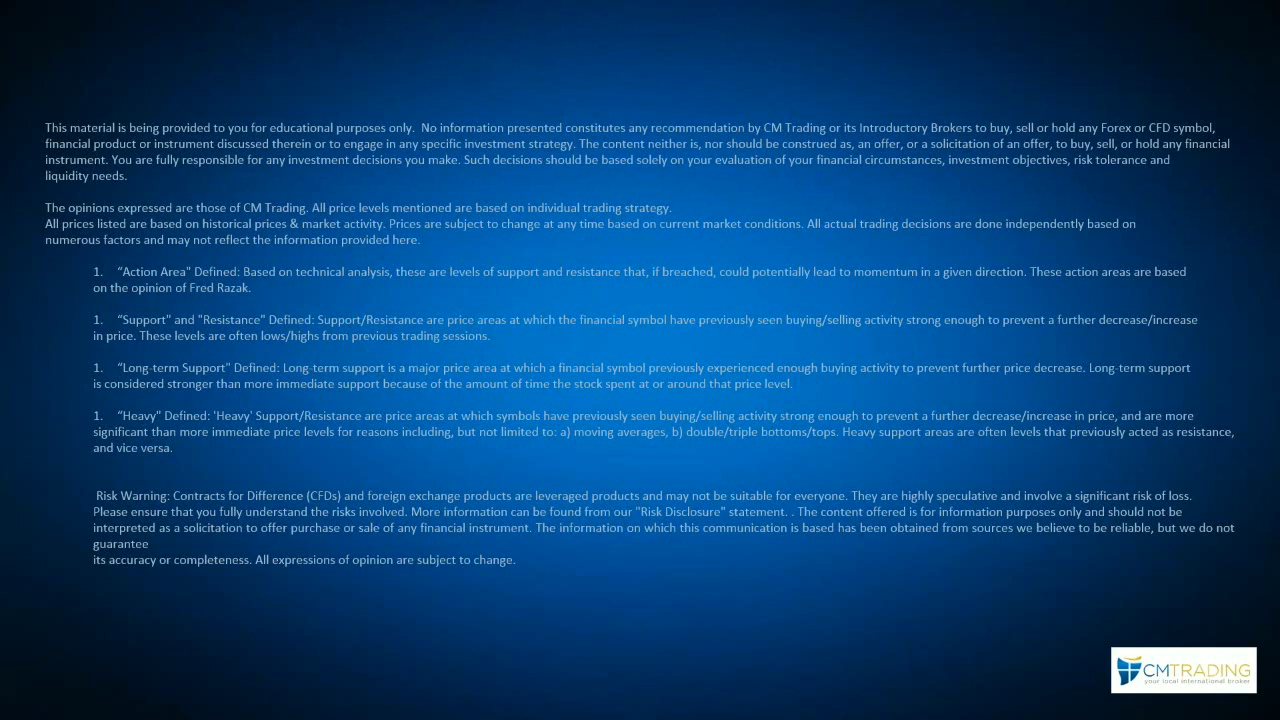 This material is being provided to you for educational purposes only.  No information presented constitutes any recommendation by CM Trading or its Introductory Brokers to buy, sell or hold any Forex or CFD symbol,
financial product or instrument discussed therein or to engage in any specific investment strategy. The content neither is, nor should be construed as, an offer, or a solicitation of an offer, to buy, sell, or hold any financial
instrument. You are fully responsible for any investment decisions you make. Such decisions should be based solely on your evaluation of your financial circumstances, investment objectives, risk tolerance and
liquidity needs.
The opinions expressed are those of CM Trading. All price levels mentioned are based on individual trading strategy.
All prices listed are based on historical prices & market activity. Prices are subject to change at any time based on current market conditions. All actual trading decisions are done independently based on
numerous factors and may not reflect the information provided here.
1. “Action Area" Defined: Based on technical analysis, these are levels of support and resistance that, if breached, could potentially lead to momentum in a given direction. These action areas are based
on the opinion of Fred Razak.
1. “Support" and "Resistance" Defined: Support/Resistance are price areas at which the financial symbol have previously seen buying/selling activity strong enough to prevent a further decrease/increase
in price. These levels are often lows/highs from previous trading sessions.
1. “Long-term Support" Defined: Long-term support is a major price area at which a financial symbol previously experienced enough buying activity to prevent further price decrease. Long-term support
is considered stronger than more immediate support because of the amount of time the stock spent at or around that price level.
1. “Heavy" Defined: 'Heavy' Support/Resistance are price areas at which symbols have previously seen buying/selling activity strong enough to prevent a further decrease/increase in price, and are more
significant than more immediate price levels for reasons including, but not limited to: a) moving averages, b) double/triple bottoms/tops. Heavy support areas are often levels that previously acted as resistance,
and vice versa.
Risk Warning: Contracts for Difference (CFDs) and foreign exchange products are leveraged products and may not be suitable for everyone. They are highly speculative and involve a significant risk of loss.
Please ensure that you fully understand the risks involved. More information can be found from our "Risk Disclosure" statement. . The content offered is for information purposes only and should not be
interpreted as a solicitation to offer purchase or sale of any financial instrument. The information on which this communication is based has been obtained from sources we believe to be reliable, but we do not
guarantee
its accuracy or completeness. All expressions of opinion are subject to change.
CMTRADING
your local international broker